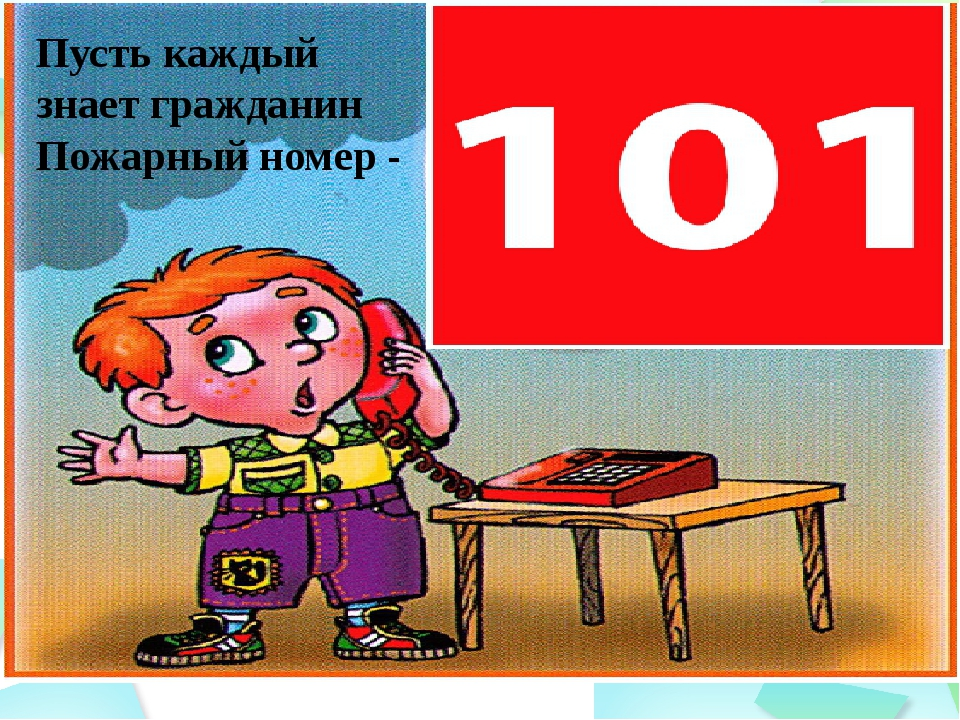 Пусть каждый
знает гражданин
Пожарный номер -
101